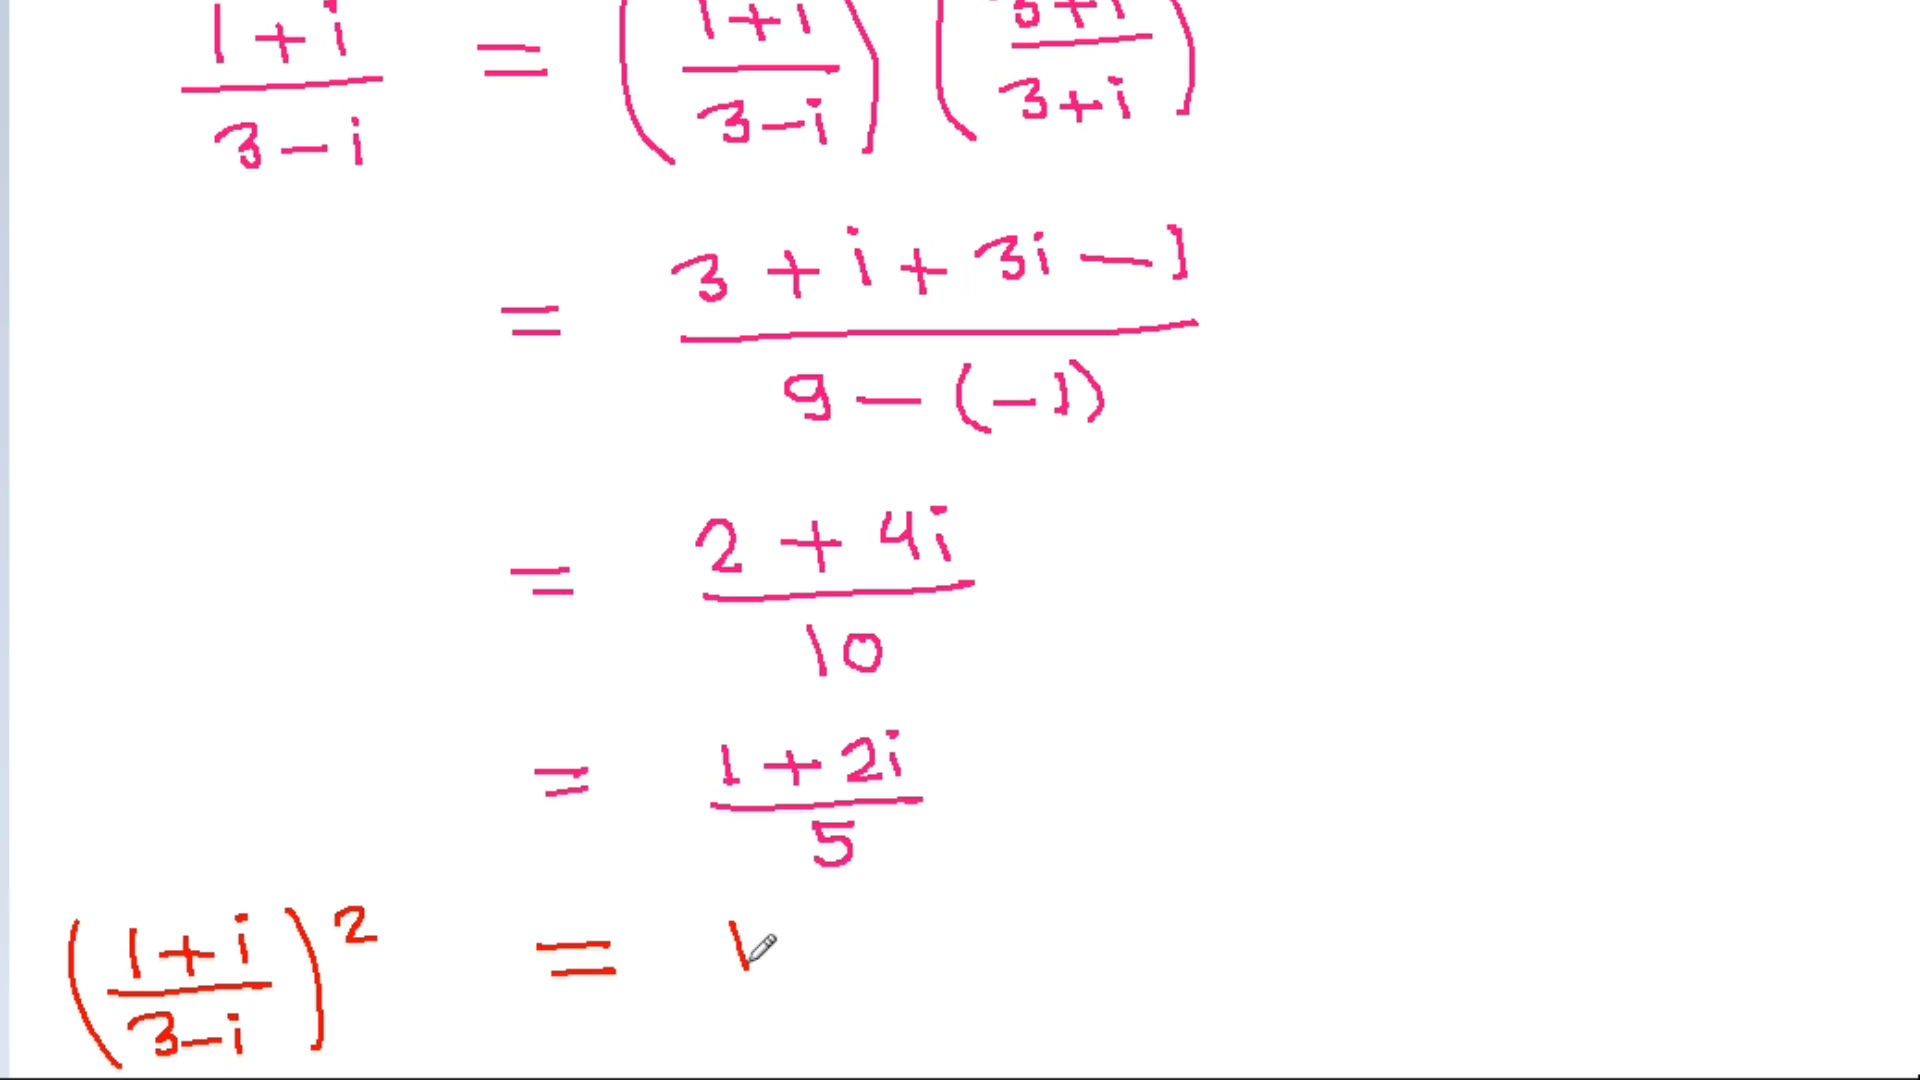 1 + i / 3 - i = (1 + i / 3 - i) (3 + i / 3 + i)
= 3 + i + 3i - 1 / 9 - (-1)
= 2 + 4i / 10
= 1 + 2i / 5
(1 + i / 3 - i)² = 1